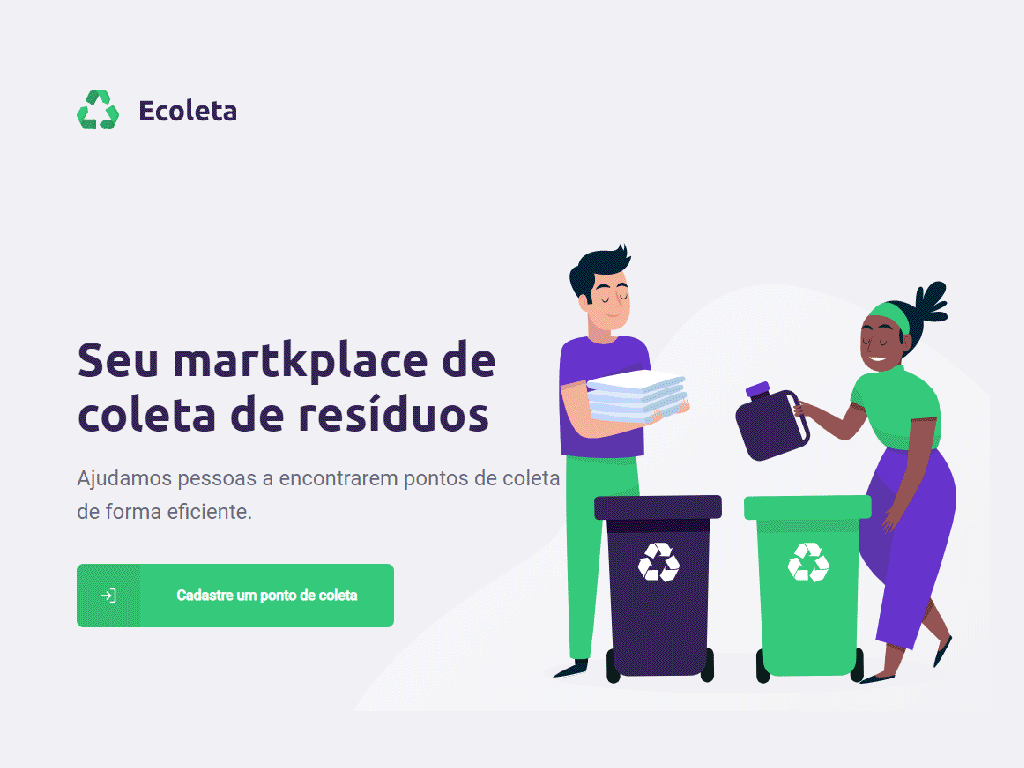 Ecoleta
Seu martkplace de
coleta de resíduos
Ajudamos pessoas a encontrarem pontos de coleta
de forma eficiente.
Cadastre um ponto de coleta